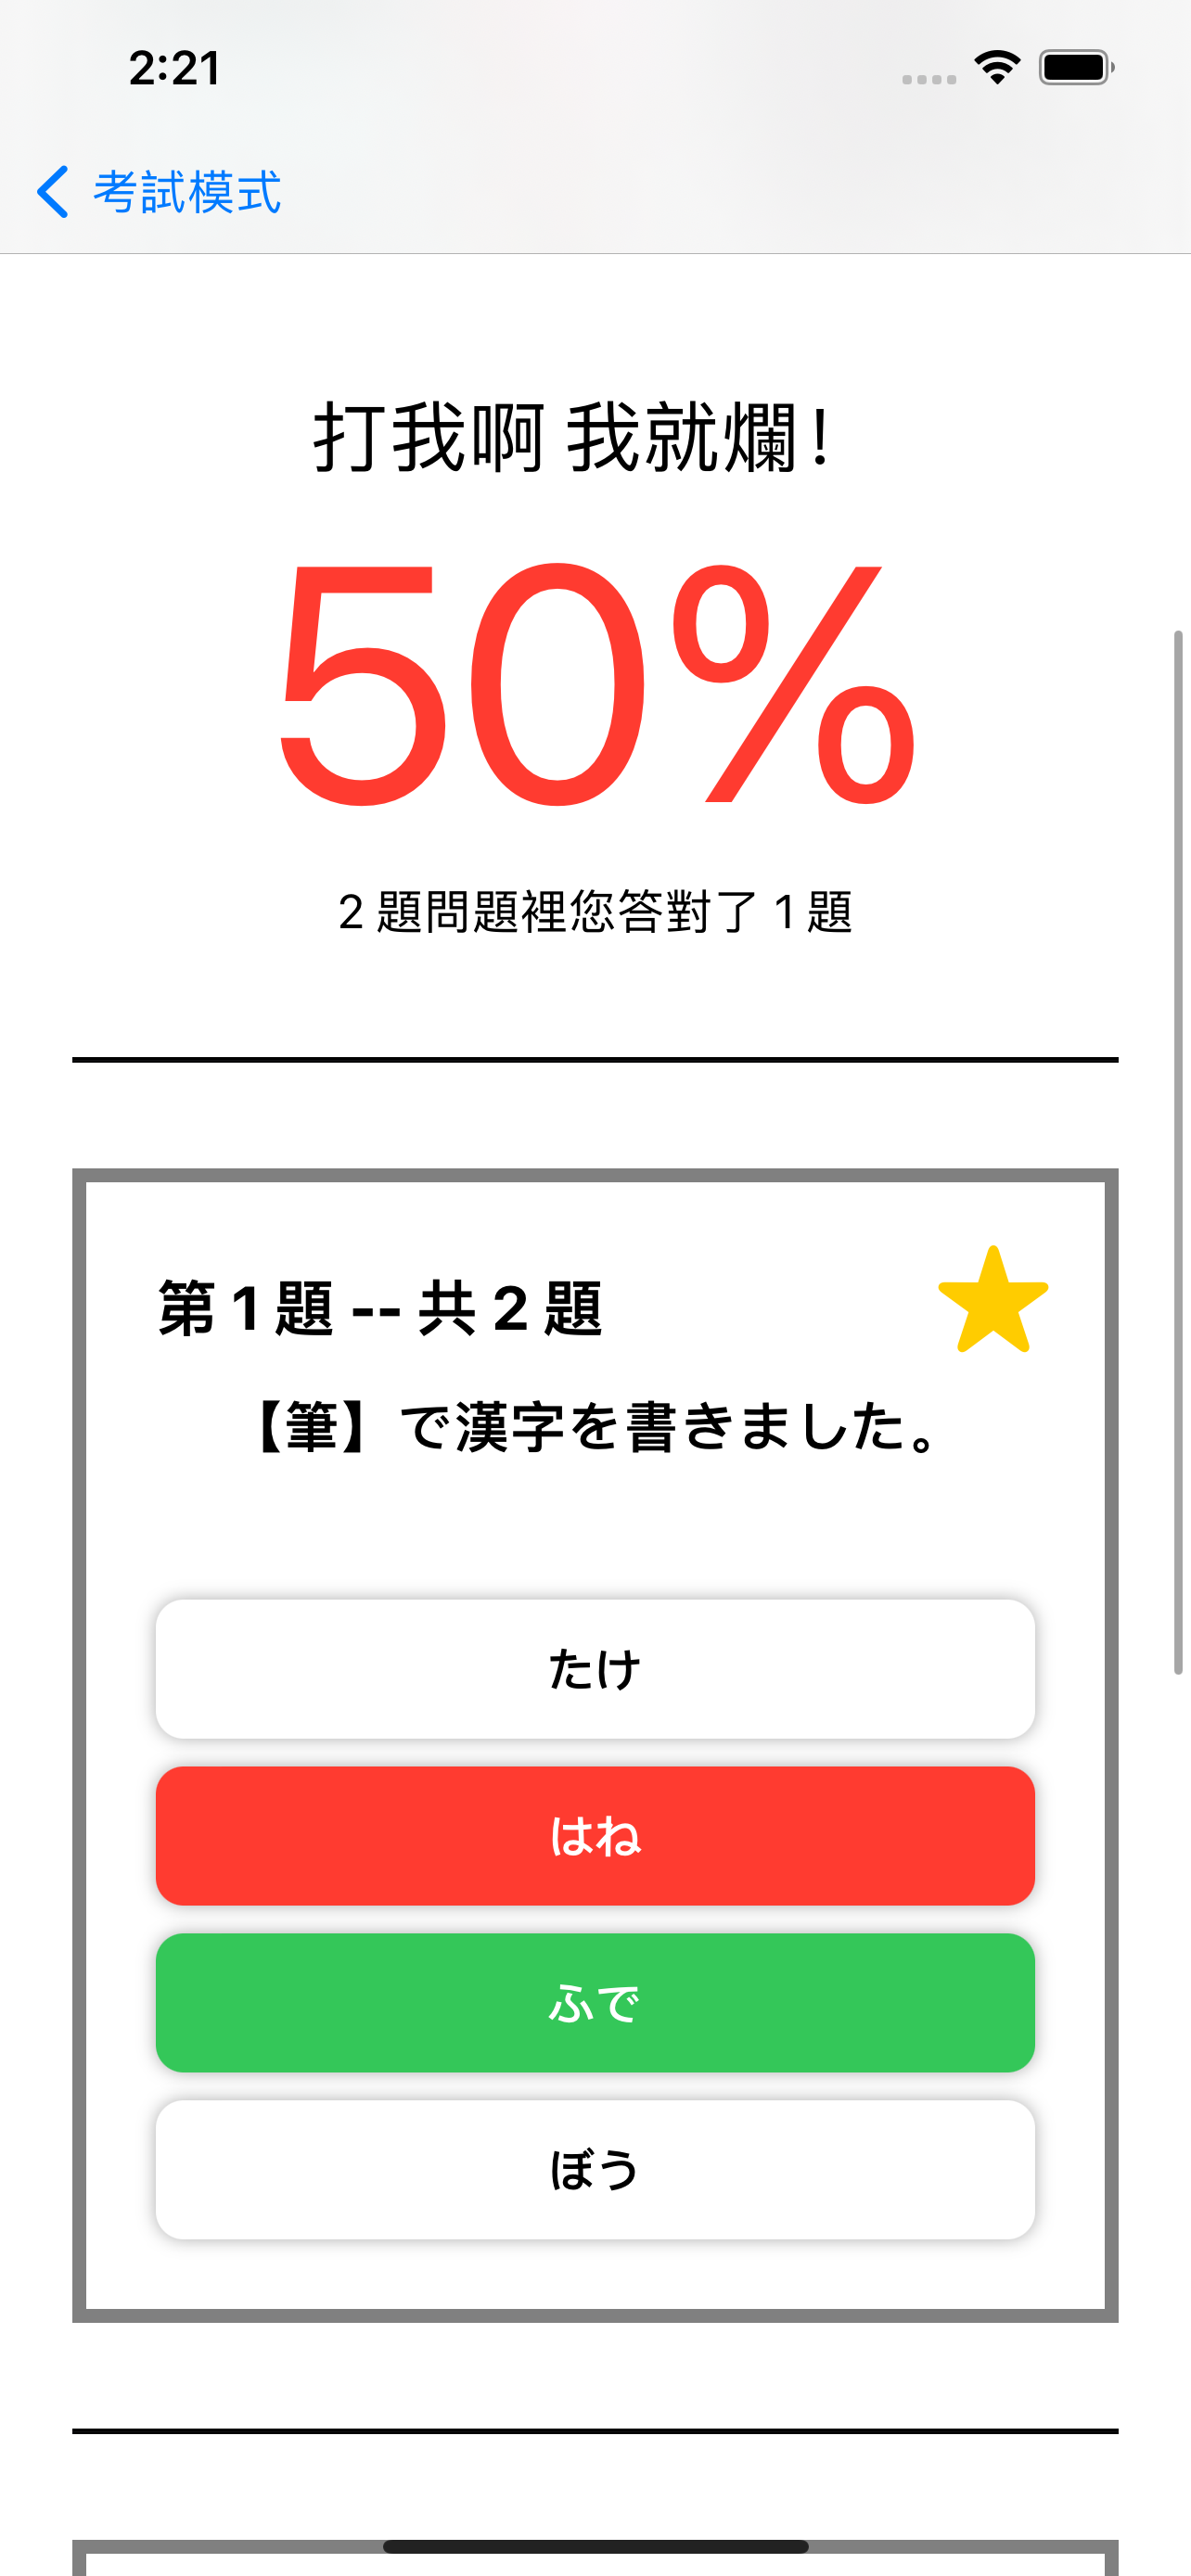 2:21
考試模式
打我啊 我就爛!
50%
2 題問題裡您答對了 1 題
第 1 題 -- 共 2 題
【筆】で漢字を書きました。
たけ
はね
ふで
ぼう